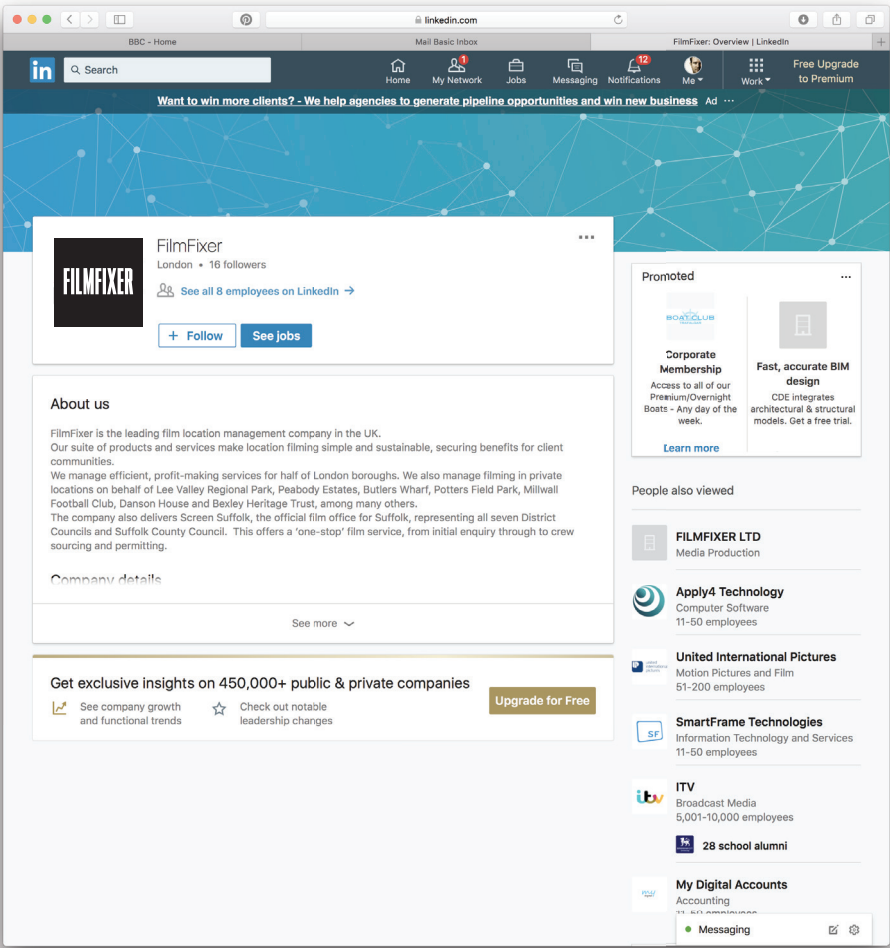 linkedin.com
BBC - Home
Mail Basic Inbox
FilmFixer: Overview | LinkedIn
in
Search
Home
1
My Network
Jobs
Messaging
12
Notifications
Me
Work
Free Upgrade
to Premium
Want to win more clients? - We help agencies to generate pipeline opportunities and win new business Ad ...
FILMFIXER
FilmFixer
London • 16 followers
See all 8 employees on LinkedIn →
+ Follow
See jobs
About us
FilmFixer is the leading film location management company in the UK.
Our suite of products and services make location filming simple and sustainable, securing benefits for client
communities.
We manage efficient, profit-making services for half of London boroughs. We also manage filming in private
locations on behalf of Lee Valley Regional Park, Peabody Estates, Butlers Wharf, Potters Field Park, Millwall
Football Club, Danson House and Bexley Heritage Trust, among many others.
The company also delivers Screen Suffolk, the official film office for Suffolk, representing all seven District
Councils and Suffolk County Council. This offers a ‘one-stop’ film service, from initial enquiry through to crew
sourcing and permitting.
Company details
See more
Get exclusive insights on 450,000+ public & private companies
See company growth
and functional trends
Check out notable
leadership changes
Upgrade for Free
Promoted
BOAT CLUB
Corporate
Membership
Access to all of our
Premium/Overnight
Boats - Any day of the
week.
Learn more
Fast, accurate BIM
design
CDE integrates
architectural & structural
models. Get a free trial.
People also viewed
FILMFIXER LTD
Media Production
Apply4 Technology
Computer Software
11-50 employees
United International Pictures
Motion Pictures and Film
51-200 employees
SF
SmartFrame Technologies
Information Technology and Services
11-50 employees
itv
ITV
Broadcast Media
5,001-10,000 employees
28 school alumni
My Digital Accounts
Accounting
11-50 employees
Messaging